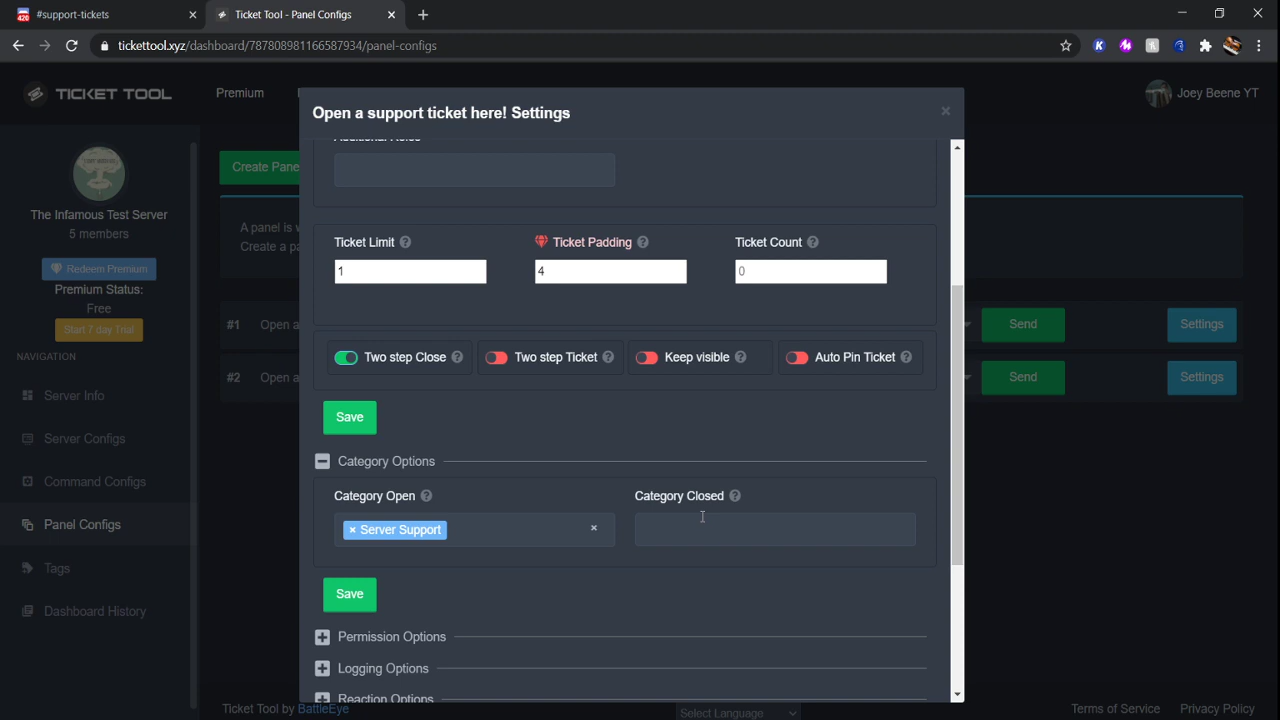 #support-tickets
Ticket Tool - Panel Configs
tickettool.xyz/dashboard/787808981166587934/panel-configs
TICKET TOOL
Premium
Joey Beene YT
Open a support ticket here! Settings
The Infamous Test Server
5 members
Redeem Premium
Premium Status:
Free
Start 7 day Trial
NAVIGATION
Server Info
Server Configs
Command Configs
Panel Configs
Tags
Dashboard History
Create Pane
A panel is
Create a pa
#1 Open a
Send
Settings
#2 Open a
Send
Settings
Additional Roles
Ticket Limit
Ticket Padding
Ticket Count
1
4
0
Two step Close
Two step Ticket
Keep visible
Auto Pin Ticket
Save
Category Options
Category Open
Category Closed
× Server Support
×
Save
Permission Options
Logging Options
Reaction Options
Ticket Tool by BattleEye
Select Language
Terms of Service
Privacy Policy